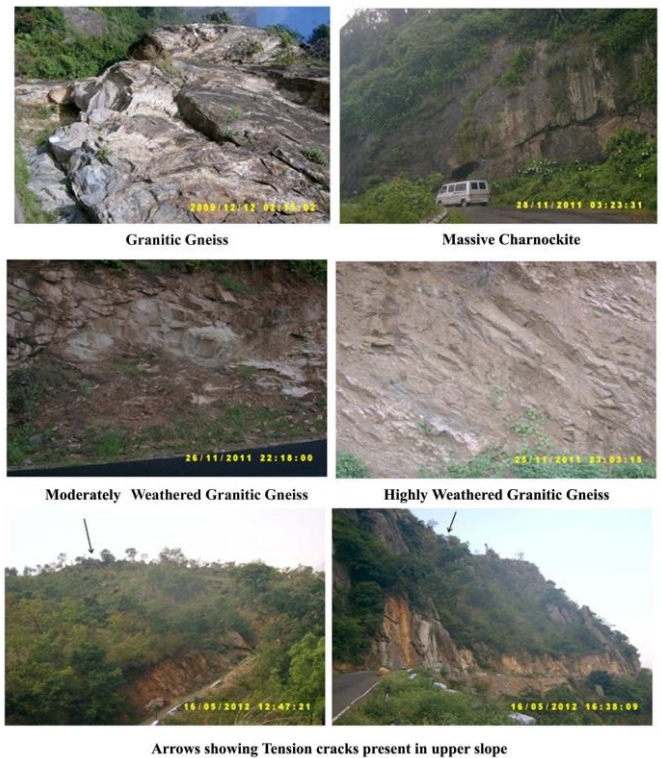 2009/12/12 02:15:02
28/11/2011 03:23:31
Granitic Gneiss
Massive Charnockite
26/11/2011 22:18:00
25/11/2011 23:03:15
Moderately Weathered Granitic Gneiss
Highly Weathered Granitic Gneiss
16/05/2012 12:47:21
16/05/2012 16:38:09
Arrows showing Tension cracks present in upper slope